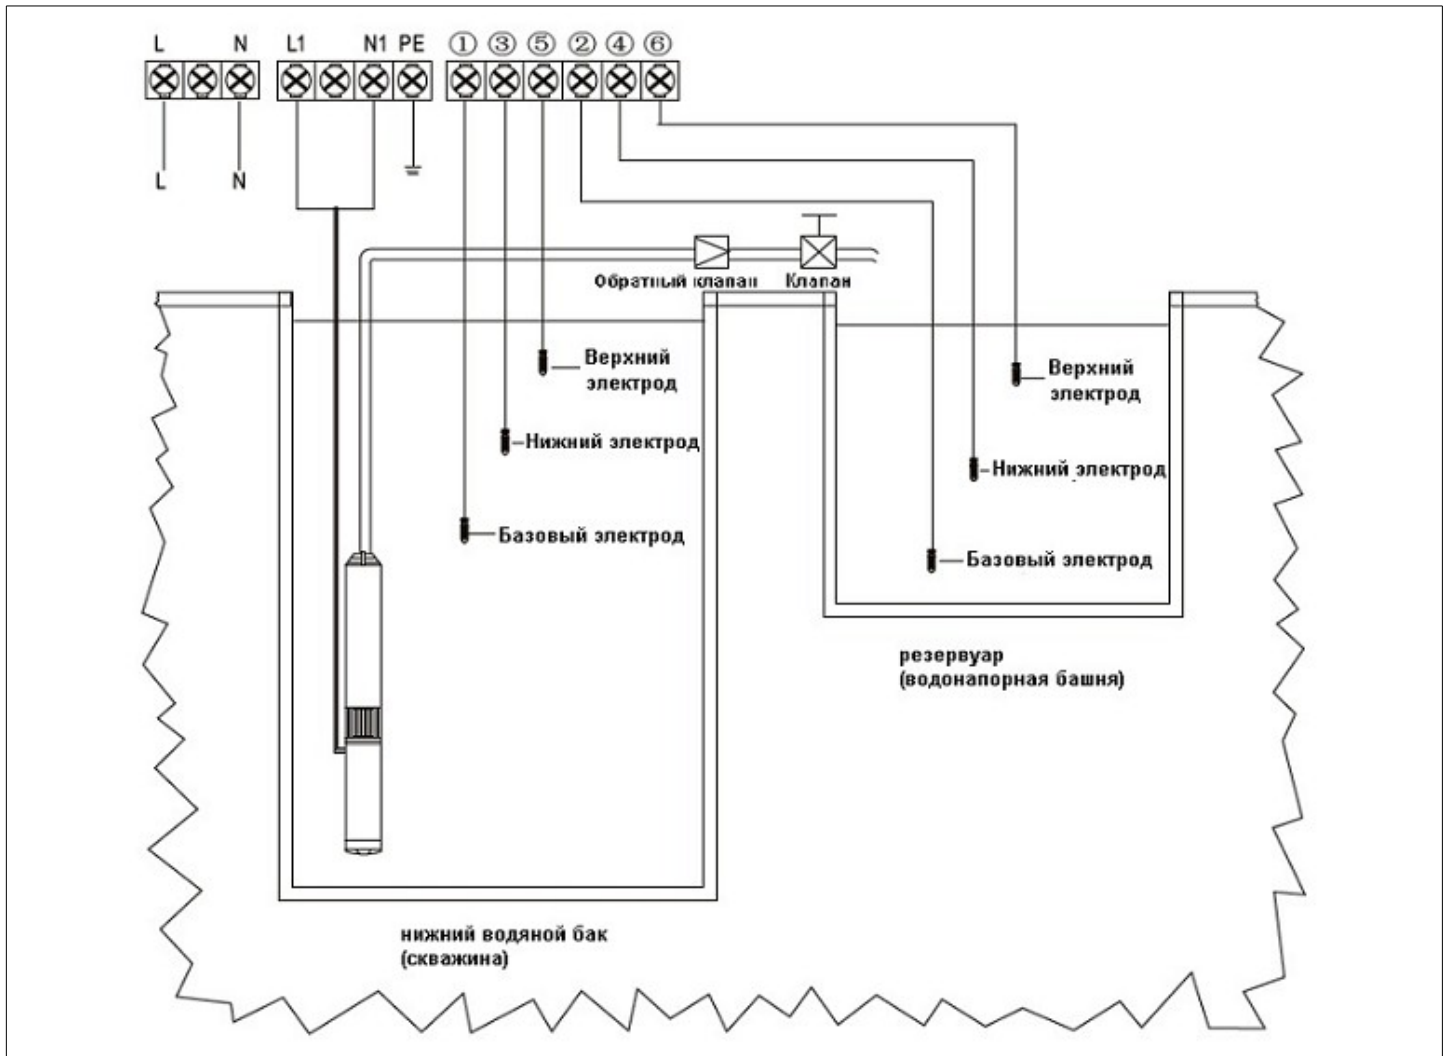 L N L1 N1 PE ① ③ ⑤ ② ④ ⑥
L N
Обратный клапан Клапан
Верхний
электрод
Верхний
электрод
Нижний электрод
Нижний электрод
Базовый электрод
Базовый электрод
резервуар
(водонапорная башня)
нижний водяной бак
(скважина)